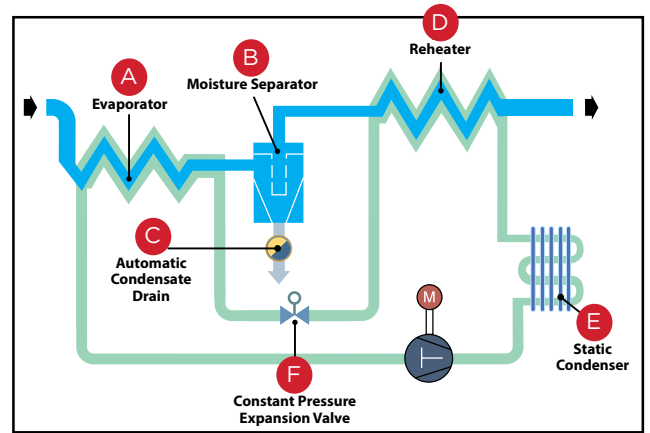 D
Reheater
B
Moisture Separator
A
Evaporator
C
Automatic
Condensate
Drain
M
E
Static
Condenser
F
Constant Pressure
Expansion Valve